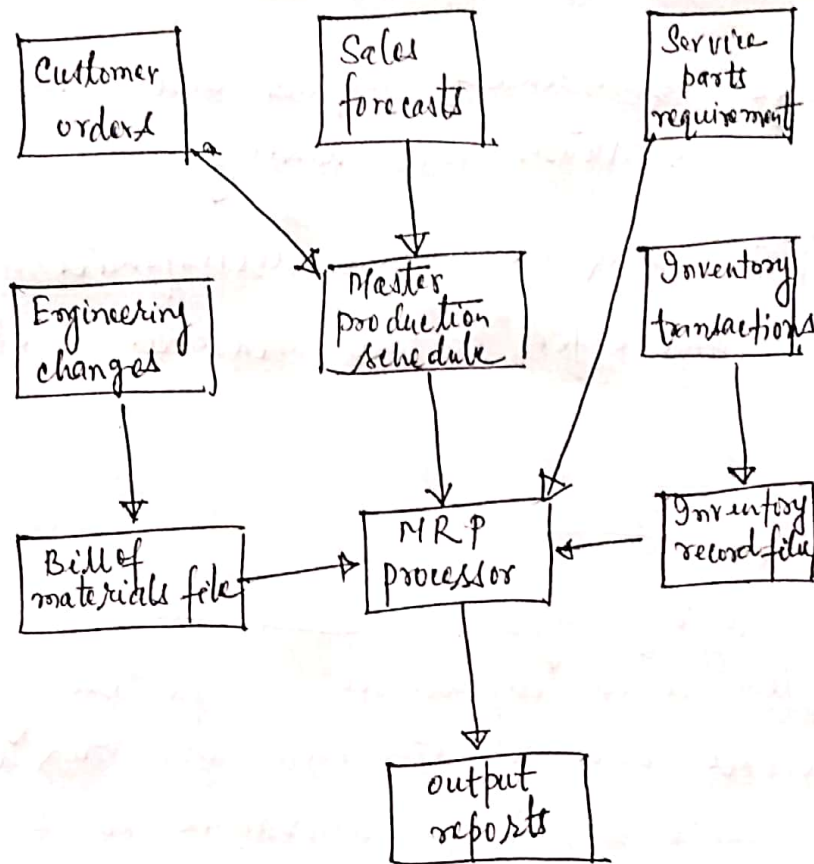 Customer
orders
Sales
forecasts
Service
parts
requirement
Engineering
changes
Master
production
schedule
Inventory
transactions
Bill of
materials file
MRP
processor
Inventory
record file
output
reports